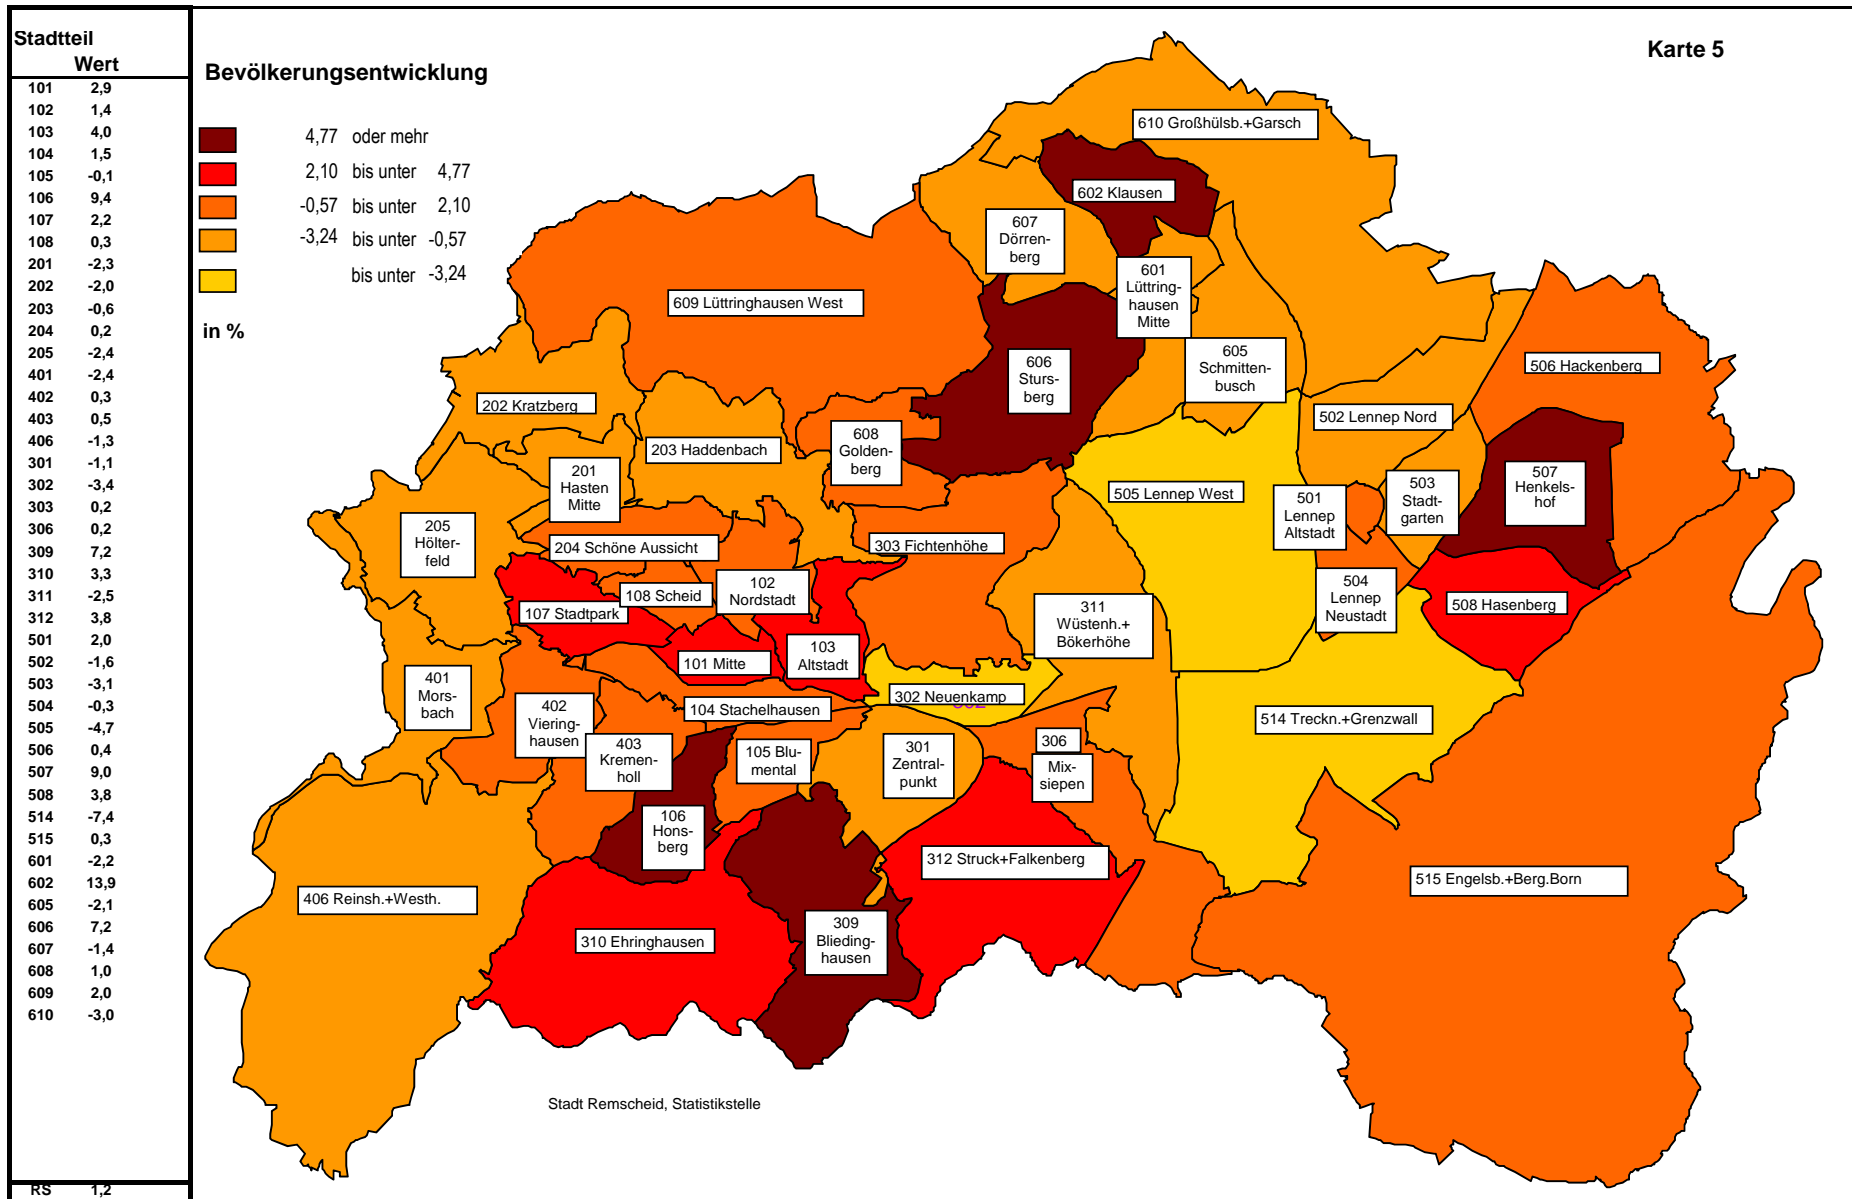 Stadtteil
Wert
101 2,9
102 1,4
103 4,0
104 1,5
105 -0,1
106 9,4
107 2,2
108 0,3
201 -2,3
202 -2,0
203 -0,6
204 0,2
205 -2,4
401 -2,4
402 0,3
403 0,5
406 -1,3
301 -1,1
302 -3,4
303 0,2
306 0,2
309 7,2
310 3,3
311 -2,5
312 3,8
501 2,0
502 -1,6
503 -3,1
504 -0,3
505 -4,7
506 0,4
507 9,0
508 3,8
514 -7,4
515 0,3
601 -2,2
602 13,9
605 -2,1
606 7,2
607 -1,4
608 1,0
609 2,0
610 -3,0
RS 1,2
Bevölkerungsentwicklung
4,77 oder mehr
2,10 bis unter 4,77
-0,57 bis unter 2,10
-3,24 bis unter -0,57
bis unter -3,24
in %
Karte 5
610 Großhülsb.+Garsch
602 Klausen
607
Dörren-
berg
601
Lüttring-
hausen
Mitte
609 Lüttringhausen West
606
Sturs-
berg
605
Schmitten-
busch
506 Hackenberg
202 Kratzberg
502 Lennep Nord
203 Haddenbach
608
Golden-
berg
201
Hasten
Mitte
505 Lennep West
501
Lennep
Altstadt
503
Stadt-
garten
507
Henkels-
hof
205
Hölter-
feld
204 Schöne Aussicht
303 Fichtenhöhe
108 Scheid
102
Nordstadt
107 Stadtpark
504
Lennep
Neustadt
508 Hasenberg
311
Wüstenh.+
Bökerhöhe
101 Mitte
103
Altstadt
401
Mors-
bach
302 Neuenkamp
302
402
Viering-
hausen
104 Stachelhausen
514 Treckn.+Grenzwall
403
Kremen-
holl
105 Blu-
mental
301
Zentral-
punkt
306
Mix-
siepen
106
Hons-
berg
312 Struck+Falkenberg
515 Engelsb.+Berg.Born
406 Reinsh.+Westh.
310 Ehringhausen
309
Blieding-
hausen
Stadt Remscheid, Statistikstelle